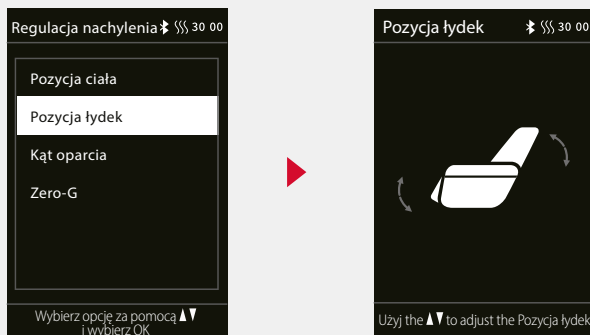 Regulacja nachylenia 30 00
Pozycja ciała
Pozycja łydek
Kąt oparcia
Zero-G
Wybierz opcję za pomocą ▲▼
i wybierz OK
Pozycja łydek 30 00
Użyj the ▲▼ to adjust the Pozycja łydek